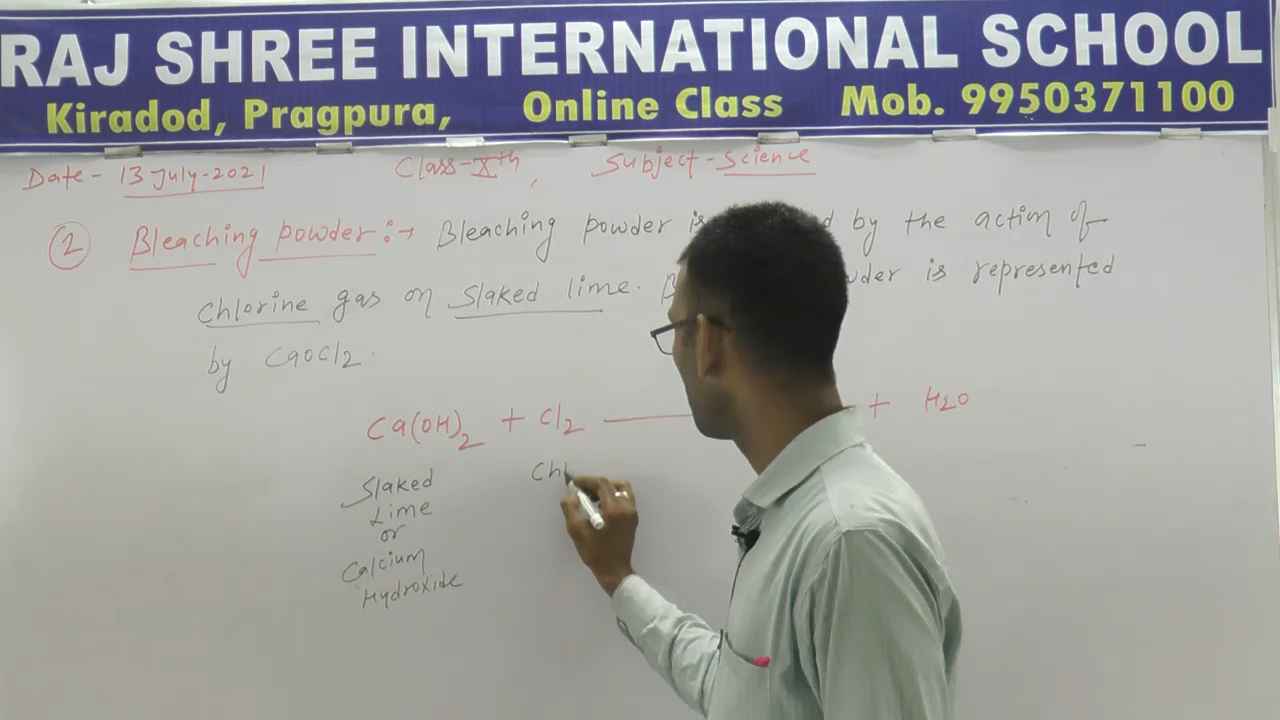 RAJ SHREE INTERNATIONAL SCHOOL
Kiradod, Pragpura, Online Class Mob. 9950371100
Date - 13 July-2021 Class-Xth, Subject-Science
② Bleaching powder:→ Bleaching powder is by the action of
Chlorine gas on Slaked lime. is represented
by CaOCl2.
Ca(OH)2 + Cl2 + H2O
Slaked
Lime
or
Calcium
Hydroxide
Chl